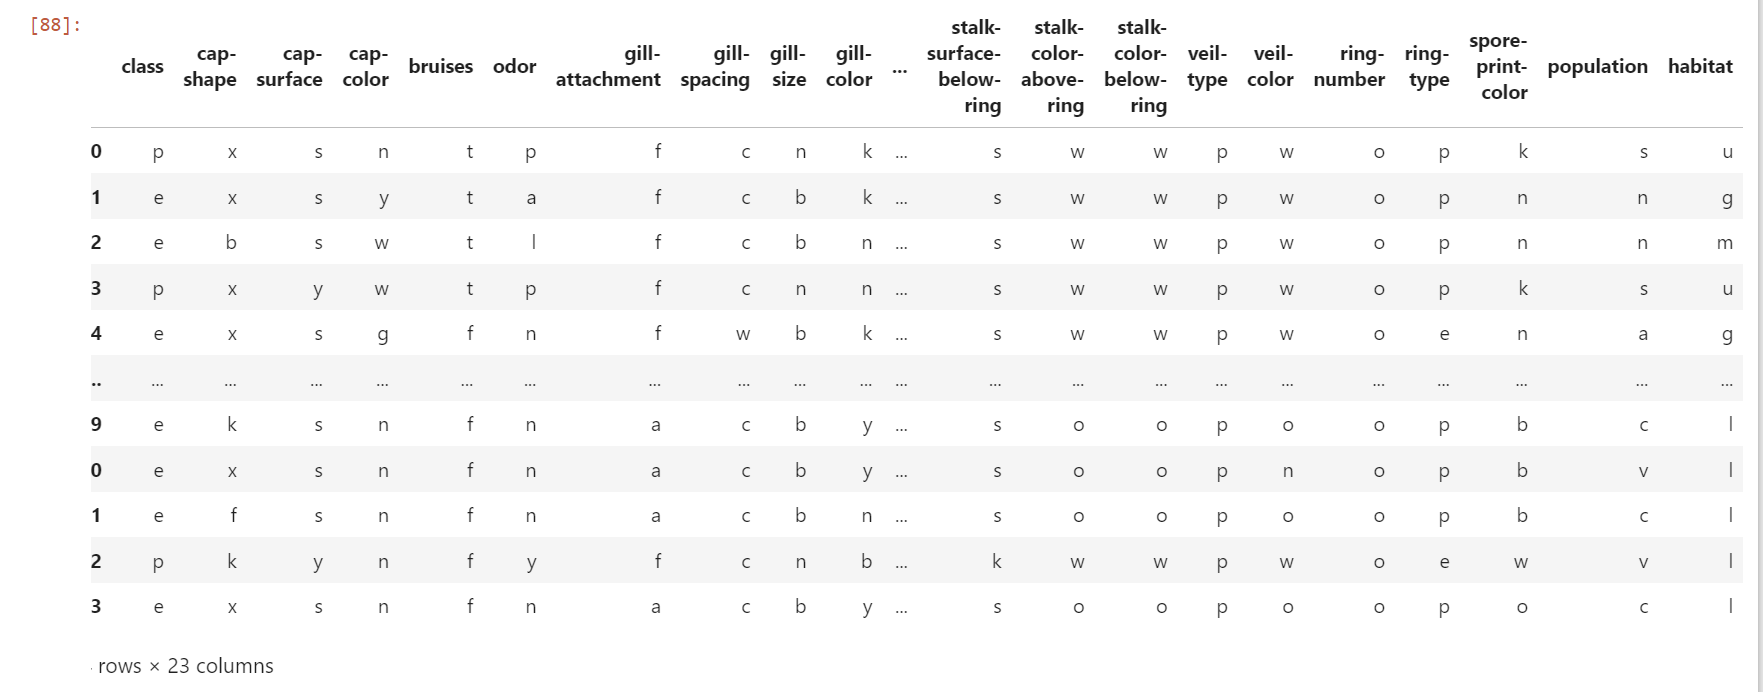 [88]:
class cap-shape cap-surface cap-color bruises odor gill-attachment gill-spacing gill-size gill-color ... stalk-surface-below-ring stalk-color-above-ring stalk-color-below-ring veil-type veil-color ring-number ring-type spore-print-color population habitat
0 p x s n t p f c n k ... s w w p w o p k s u
1 e x s y t a f c b k ... s w w p w o p n n g
2 e b s w t l f c b n ... s w w p w o p n n m
3 p x y w t p f c n n ... s w w p w o p k s u
4 e x s g f n f w b k ... s w w p w o e n a g
.. ... ... ... ... ... ... ... ... ... ... ... ... ... ... ... ... ... ... ... ... ...
9 e k s n f n a c b y ... s o o p o o p b c l
0 e x s n f n a c b y ... s o o p n o p b v l
1 e f s n f n a c b n ... s o o p o o p b c l
2 p k y n f y f c n b ... k w w p w o e w v l
3 e x s n f n a c b y ... s o o p o o p o c l
rows × 23 columns